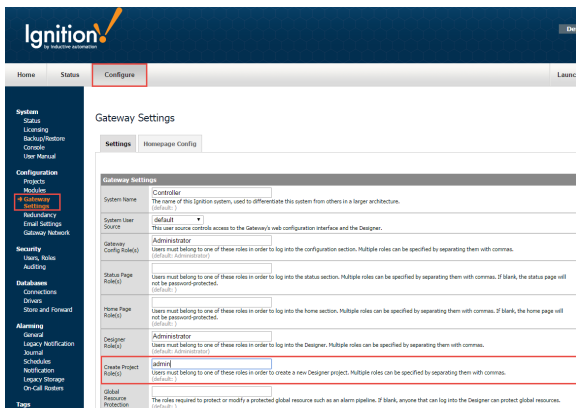 Ignition!
by inductive automation
De
Home Status Configure Launc
System
Status
Licensing
Backup/Restore
Console
User Manual
Configuration
Projects
Modules
Gateway
Settings
Redundancy
Email Settings
Gateway Network
Security
Users, Roles
Auditing
Databases
Connections
Drivers
Store and Forward
Alarming
General
Legacy Notification
Journal
Schedules
Notification
Legacy Storage
On-Call Rosters
Tags
Gateway Settings
Settings Homepage Config
Gateway Settings
System Name
Controller
The name of this Ignition system, used to differentiate this system from others in a larger architecture.
(default: )
System User
Source
default
This user source controls access to the Gateway's web configuration interface and the Designer.
Gateway
Config Role(s)
Administrator
Users must belong to one of these roles in order to log into the configuration section. Multiple roles can be specified by separating them with commas.
(default: Administrator)
Status Page
Role(s)
Users must belong to one of these roles in order to log into the status section. Multiple roles can be specified by separating them with commas. If blank, the status page will
not be password-protected.
(default: )
Home Page
Role(s)
Users must belong to one of these roles in order to log into the home section. Multiple roles can be specified by separating them with commas. If blank, the home page will
not be password-protected.
(default: )
Designer
Role(s)
Administrator
Users must belong to one of these roles in order to log into the Designer. Multiple roles can be specified by separating them with commas.
(default: Administrator)
Create Project
Role(s)
admin
Users must belong to one of these roles in order to create a new Designer project. Multiple roles can be specified by separating them with commas.
(default: )
Global
Resource
Protection
The roles required to protect or modify a protected global resource such as an alarm pipeline. If blank, anyone that can log into the Designer can protect global resources.
(default: )